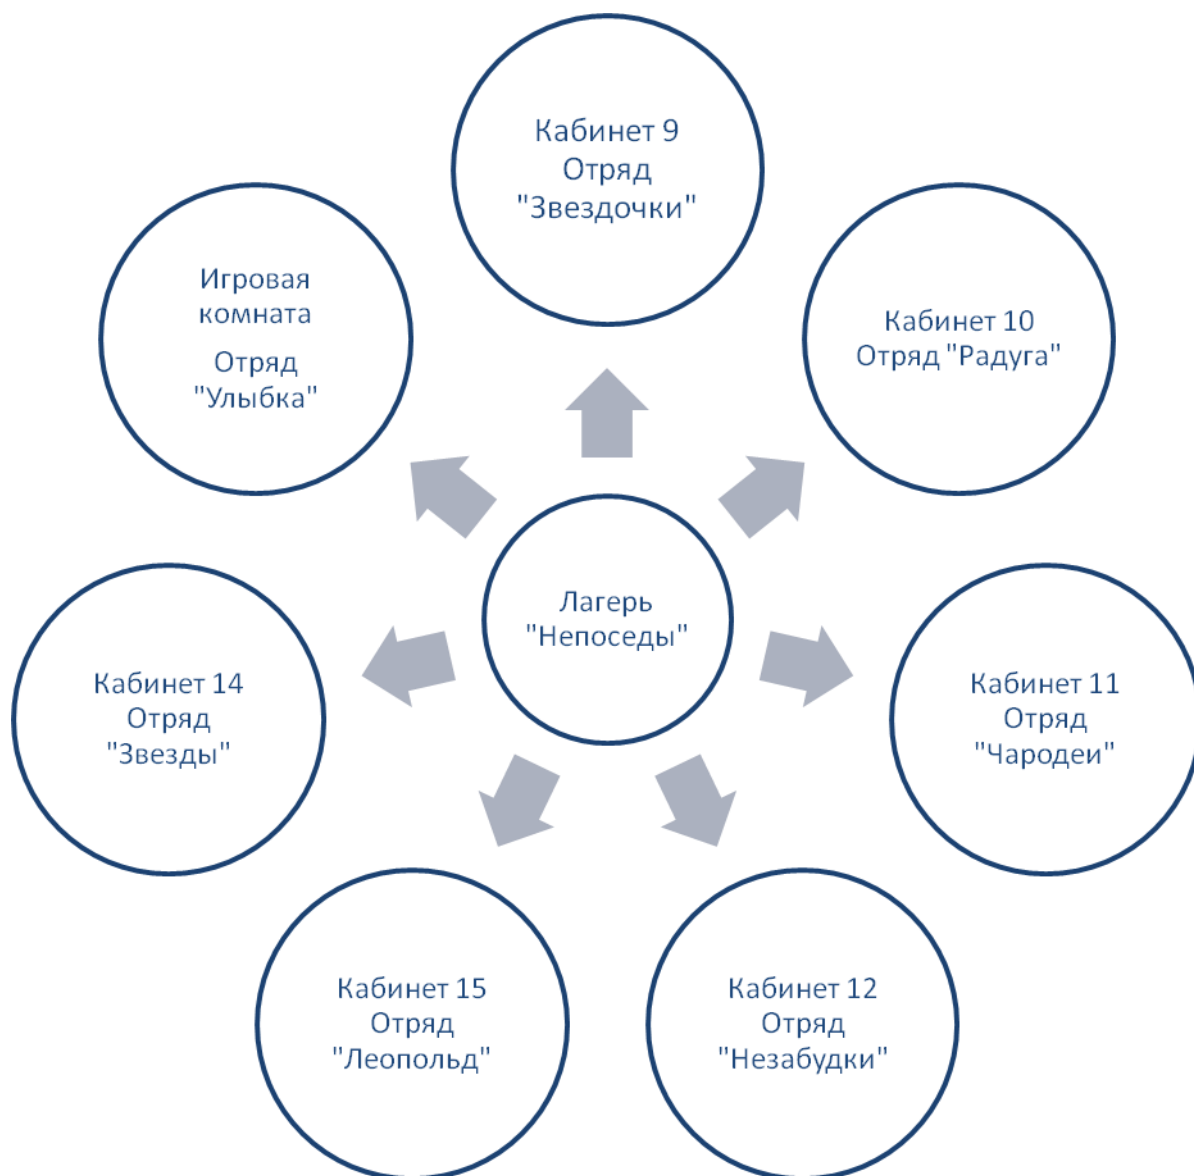 Кабинет 9
Отряд
"Звездочки"
Игровая
комната
Отряд
"Улыбка"
Кабинет 10
Отряд "Радуга"
Лагерь
"Непоседы"
Кабинет 14
Отряд
"Звезды"
Кабинет 11
Отряд
"Чародеи"
Кабинет 15
Отряд
"Леопольд"
Кабинет 12
Отряд
"Незабудки"